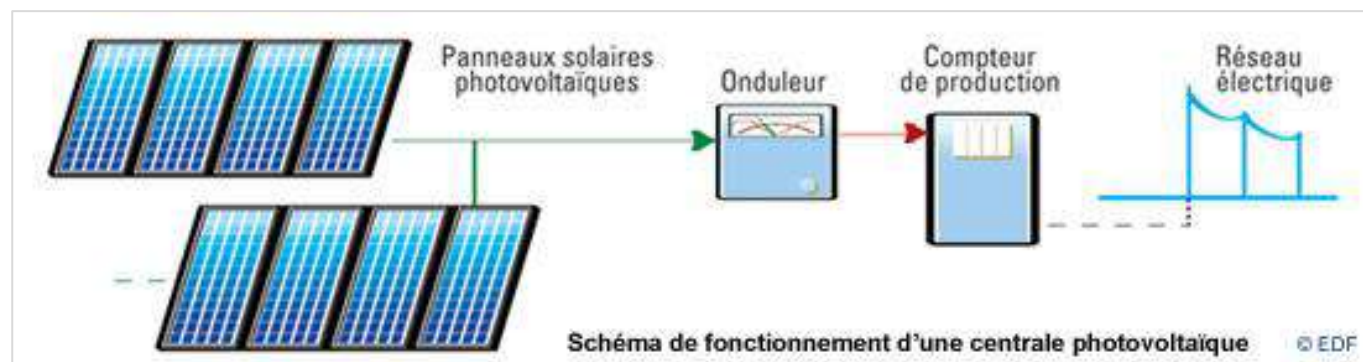 Panneaux solaires
photovoltaïques
Onduleur
Compteur
de production
Réseau
électrique
Schéma de fonctionnement d'une centrale photovoltaïque
© EDF